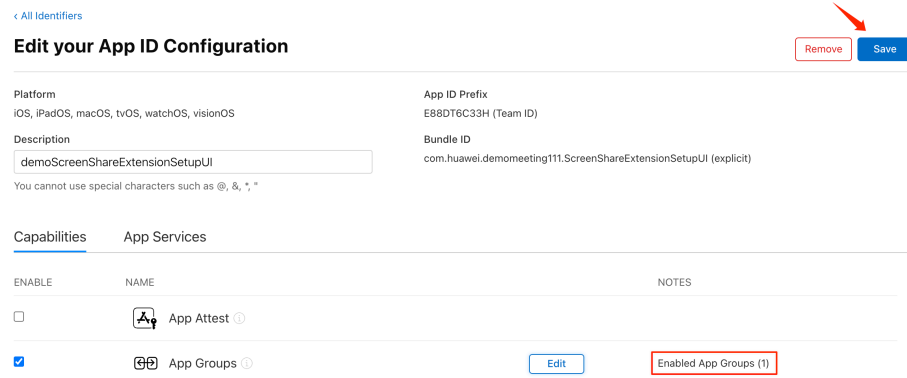 ‹ All Identifiers
Edit your App ID Configuration
Remove
Save
Platform
iOS, iPadOS, macOS, tvOS, watchOS, visionOS
App ID Prefix
E88DT6C33H (Team ID)
Description
demoScreenShareExtensionSetupUI
You cannot use special characters such as @, &, *, "
Bundle ID
com.huawei.demomeeting111.ScreenShareExtensionSetupUI (explicit)
Capabilities
App Services
ENABLE NAME NOTES
App Attest
App Groups Edit Enabled App Groups (1)